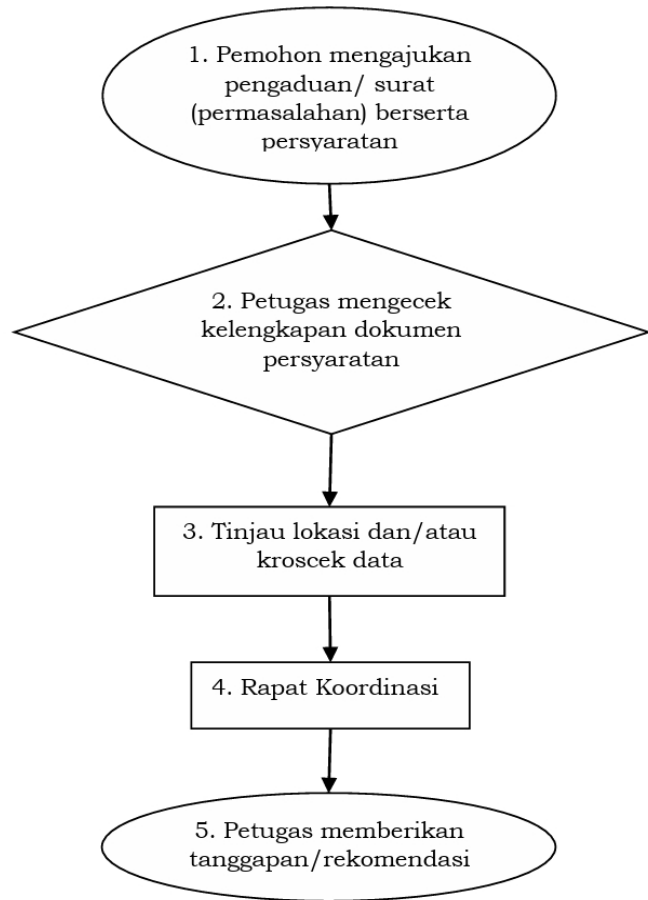 1. Pemohon mengajukan
pengaduan/ surat
(permasalahan) berserta
persyaratan
2. Petugas mengecek
kelengkapan dokumen
persyaratan
3. Tinjau lokasi dan/atau
kroscek data
4. Rapat Koordinasi
5. Petugas memberikan
tanggapan/rekomendasi